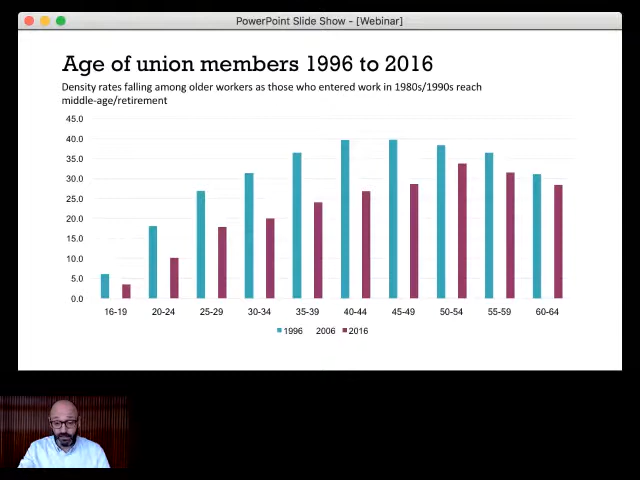 PowerPoint Slide Show - [Webinar]
Age of union members 1996 to 2016
Density rates falling among older workers as those who entered work in 1980s/1990s reach
middle-age/retirement
45.0
40.0
35.0
30.0
25.0
20.0
15.0
10.0
5.0
0.0
16-19 20-24 25-29 30-34 35-39 40-44 45-49 50-54 55-59 60-64
1996 2006 2016